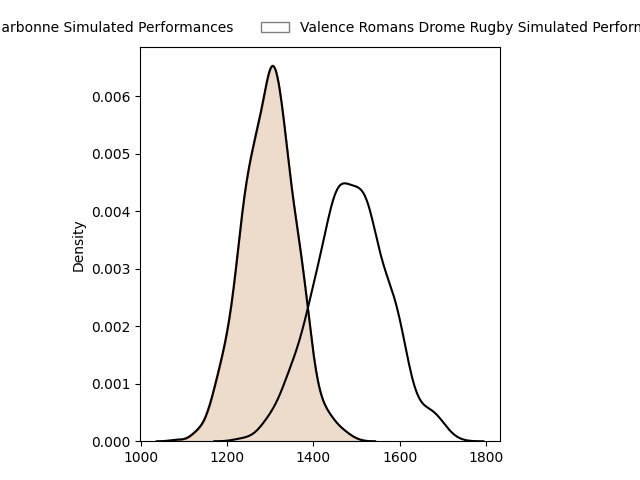 arbonne Simulated Performances
Valence Romans Drome Rugby Simulated Perform
0.006
0.005
0.004
0.003
0.002
0.001
0.000
Density
1000 1200 1400 1600 1800